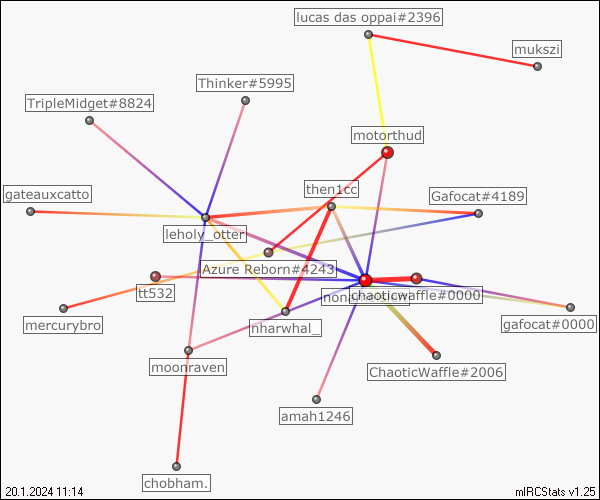 lucas das oppai#2396
mukszi
Thinker#5995
TripleMidget#8824
motorthud
then1cc
gateauxcatto
Gafocat#4189
leholy_otter
Azure Reborn#4243
tt532
chaoticwaffle#0000
mercurybro
nharwhal_
gafocat#0000
moonraven
ChaoticWaffle#2006
amah1246
chobham.
20.1.2024 11:14
mIRCStats v1.25